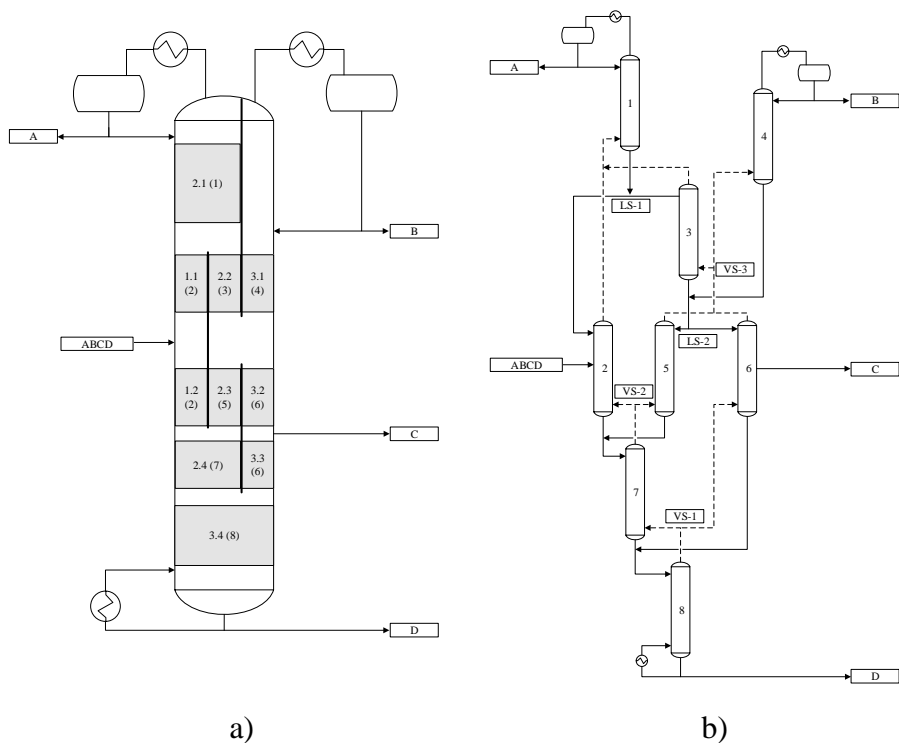 A
2.1 (1)
B
1.1
(2)
2.2
(3)
3.1
(4)
ABCD
1.2
(2)
2.3
(5)
3.2
(6)
C
2.4 (7)
3.3
(6)
3.4 (8)
D
a)
A
1
4
B
LS-1
3
VS-3
LS-2
ABCD
2
5
6
C
VS-2
7
VS-1
8
D
b)